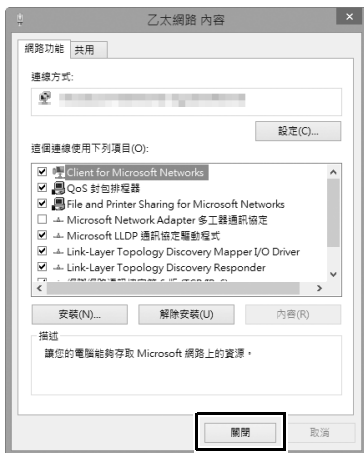 乙太網路 內容
網路功能 共用
連線方式:
設定(C)...
這個連線使用下列項目(O):
Client for Microsoft Networks
QoS 封包排程器
File and Printer Sharing for Microsoft Networks
Microsoft Network Adapter 多工器通訊協定
Microsoft LLDP 通訊協定驅動程式
Link-Layer Topology Discovery Mapper I/O Driver
Link-Layer Topology Discovery Responder
安裝(N)... 解除安裝(U) 內容(R)
描述
讓您的電腦能夠存取 Microsoft 網路上的資源。
關閉 取消